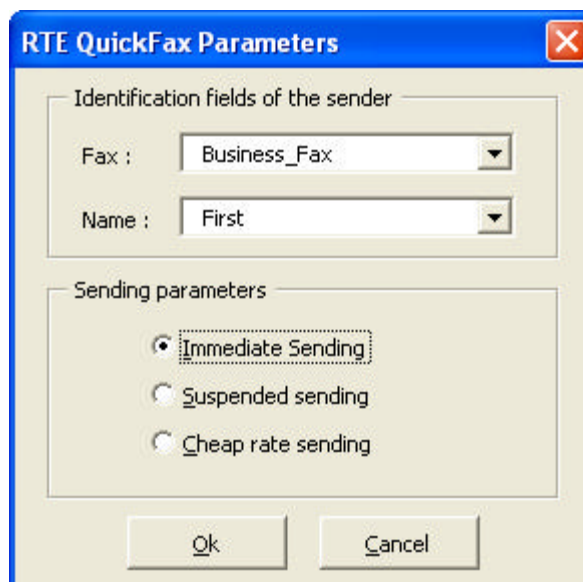 RTE QuickFax Parameters
Identification fields of the sender
Fax : Business_Fax
Name : First
Sending parameters
Immediate Sending
Suspended sending
Cheap rate sending
Ok Cancel